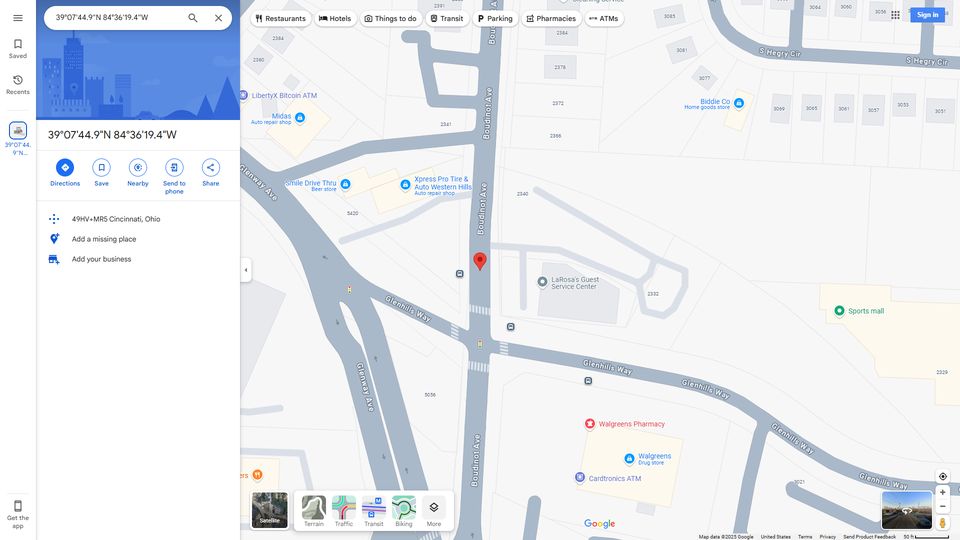 39°07'44.9"N 84°36'19.4"W
Restaurants
Hotels
Things to do
Transit
Parking
Pharmacies
ATMs
Sign in
Saved
Recents
39°07'44.
9"N...
Get the
app
39°07'44.9"N 84°36'19.4"W
Directions
Save
Nearby
Send to
phone
Share
49HV+MR5 Cincinnati, Ohio
Add a missing place
Add your business
2384
2380
LibertyX Bitcoin ATM
Midas
Auto repair shop
2341
Boudinot Ave
2378
2372
2366
3085
3081
3077
3064
3060
3056
S Hegry Cir
S Hegry Cir
Biddie Co
Home goods store
3069
3065
3061
3057
3053
3051
Glenway Ave
Smile Drive Thru
Beer store
Xpress Pro Tire &
Auto Western Hills
Auto repair shop
5420
Boudinot Ave
2340
LaRosa's Guest
Service Center
2332
Sports mall
2329
Glenhills Way
Glenhills Way
Glenhills Way
Glenhills Way
Glenhills Way
Glenway Ave
5056
Boudinot Ave
Walgreens Pharmacy
Walgreens
Drug store
Cardtronics ATM
3021
ers
Satellite
Terrain
Traffic
Transit
Biking
More
Google
Map data ©2025 Google
United States
Terms
Privacy
Send Product Feedback
50 ft